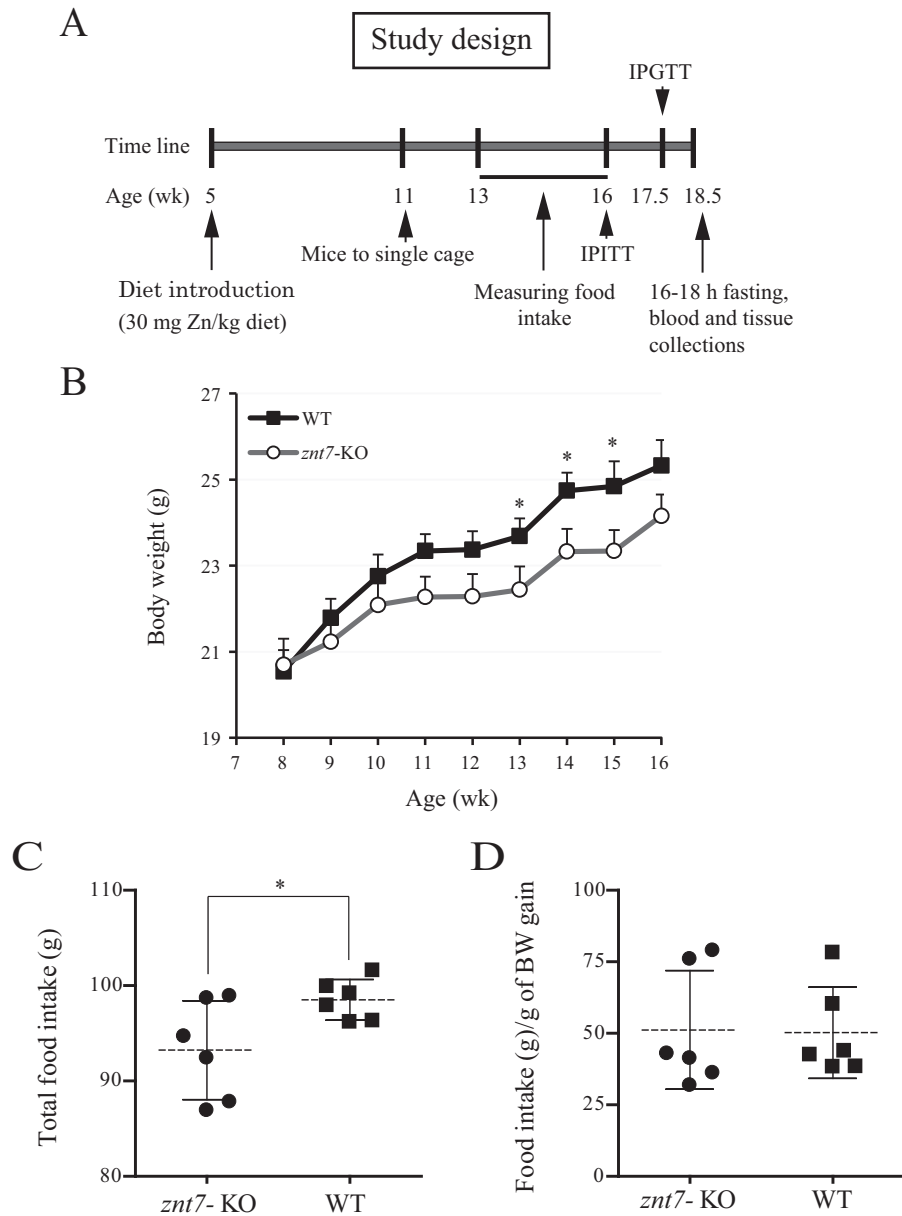 A
Study design
IPGTT
Time line
Age (wk) 5 11 13 16 17.5 18.5
Mice to single cage
IPITT
Diet introduction
(30 mg Zn/kg diet)
Measuring food
intake
16-18 h fasting,
blood and tissue
collections
B
27
WT
znt7-KO
25
* * *
23
21
19
Body weight (g)
7 8 9 10 11 12 13 14 15 16
Age (wk)
C
110
*
100
90
80
Total food intake (g)
znt7- KO WT
D
100
75
50
25
0
Food intake (g)/g of BW gain
znt7- KO WT